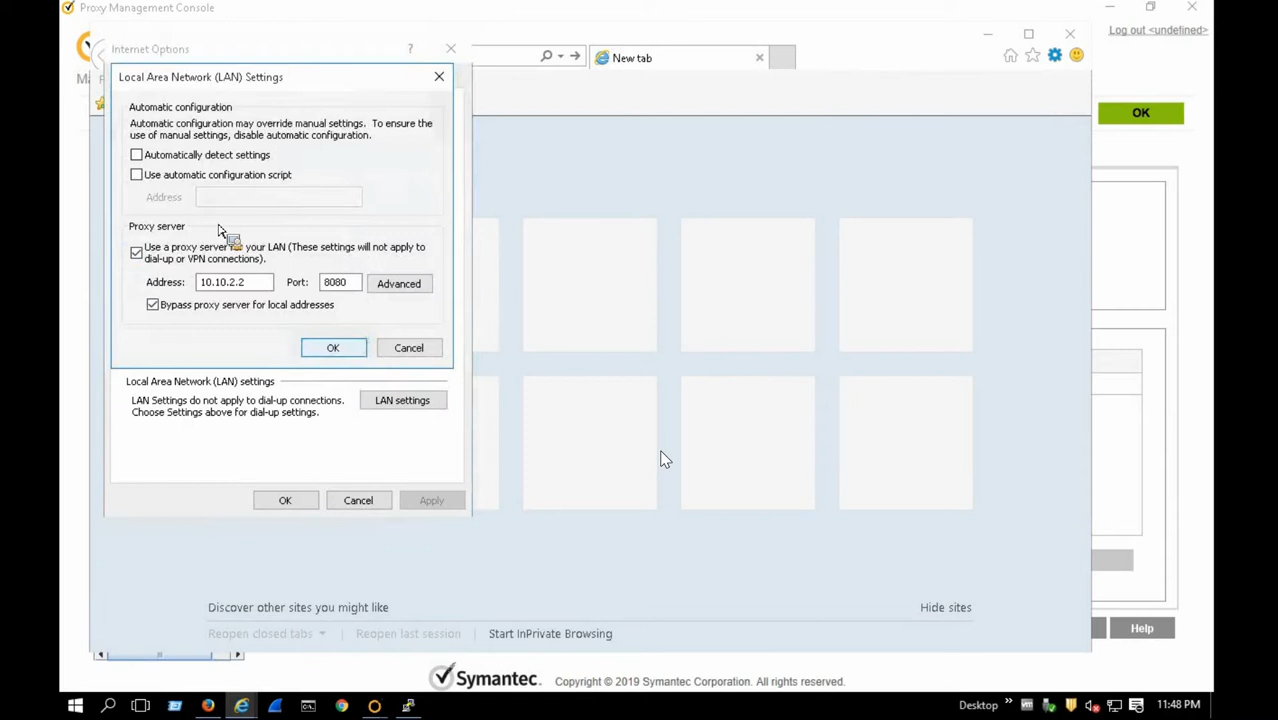 Proxy Management Console
Log out <undefined>
Internet Options
?
New tab
Local Area Network (LAN) Settings
Automatic configuration
Automatic configuration may override manual settings. To ensure the
use of manual settings, disable automatic configuration.
Automatically detect settings
Use automatic configuration script
Address
OK
Proxy server
Use a proxy server for your LAN (These settings will not apply to
dial-up or VPN connections).
Address: 10.10.2.2 Port: 8080 Advanced
Bypass proxy server for local addresses
OK Cancel
Local Area Network (LAN) settings
LAN Settings do not apply to dial-up connections.
Choose Settings above for dial-up settings.
LAN settings
OK Cancel Apply
Discover other sites you might like
Hide sites
Reopen closed tabs
Reopen last session
Start InPrivate Browsing
Help
Symantec. Copyright © 2019 Symantec Corporation. All rights reserved.
Desktop
11:48 PM